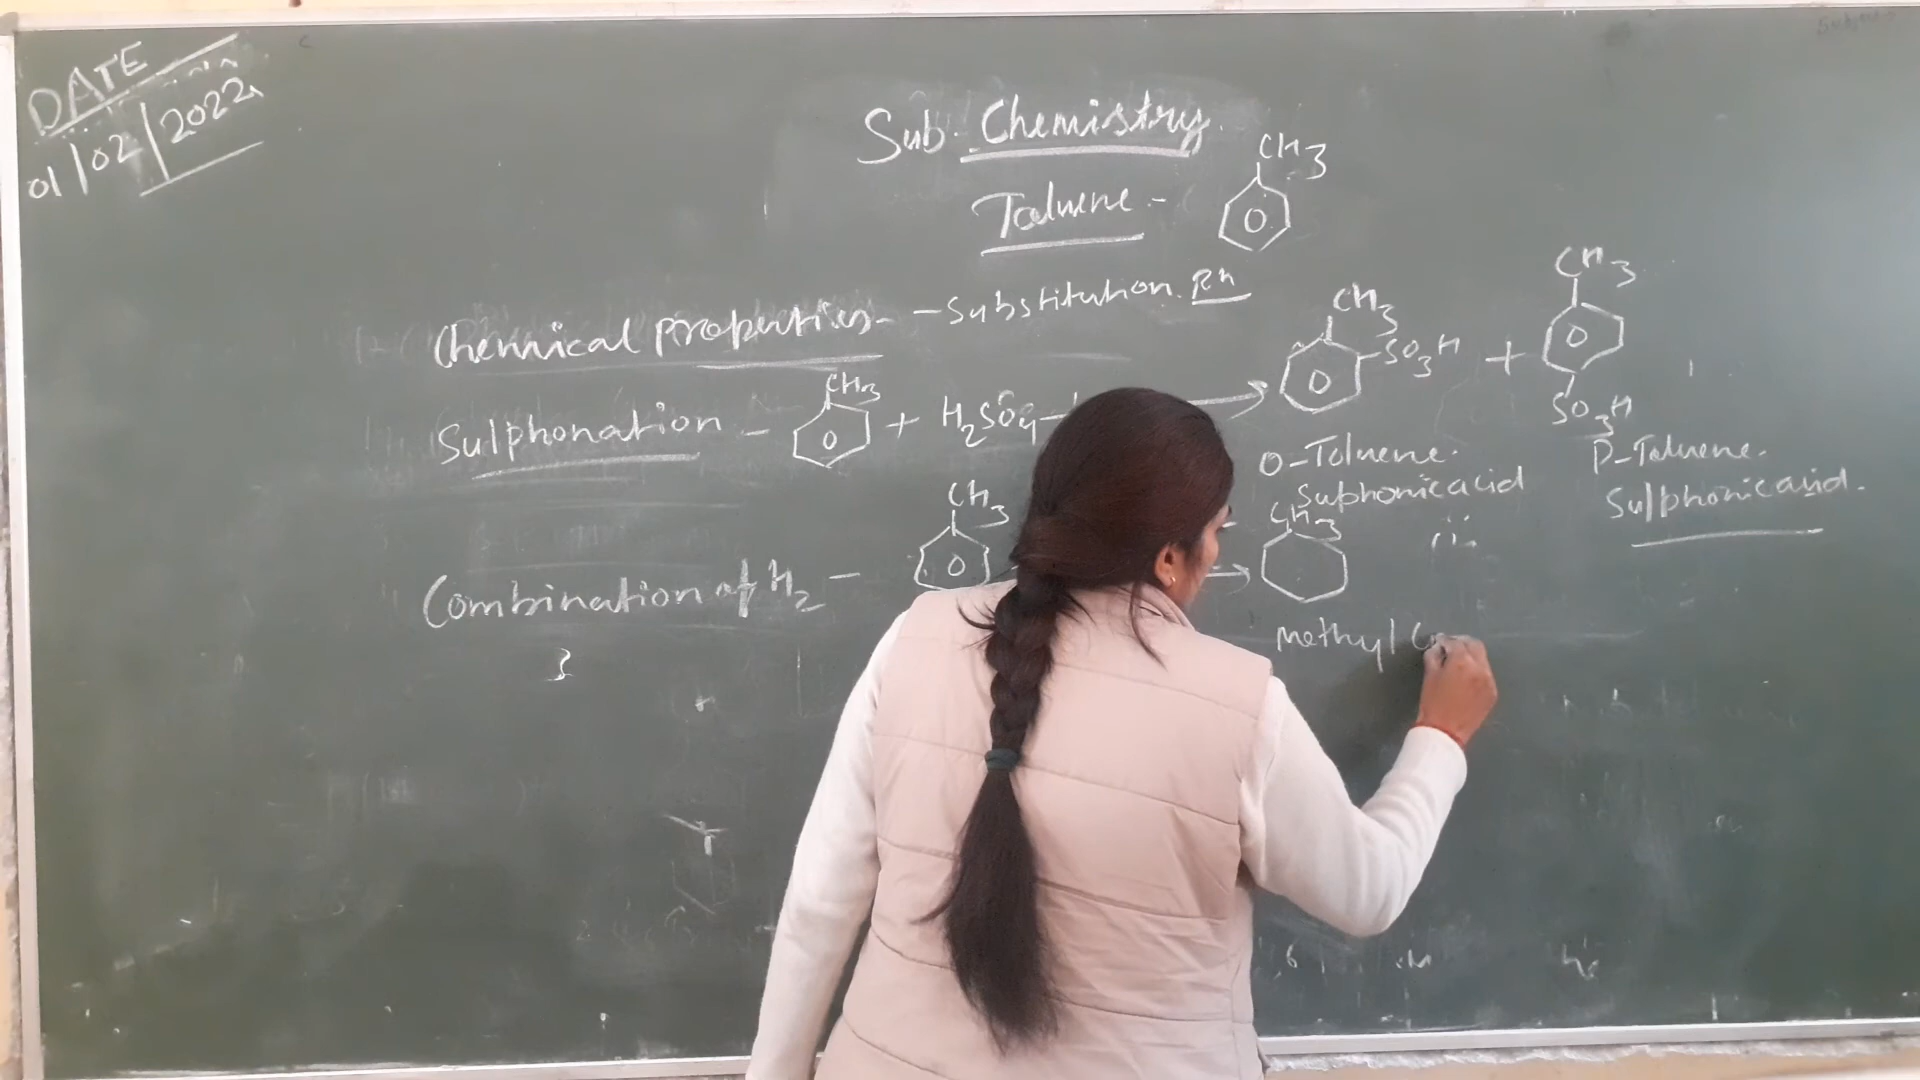 DATE
01/02/2022
Sub. Chemistry.
Toluene - CH3
Chemical properties - Substitution. Rn
Sulphonation - CH3 + H2SO4 → CH3 SO3H + CH3 SO3H
O-Toluene. Suphonic acid
P-Toluene. Sulphonic acid.
Combination of H2 - CH3 → CH3
Methyl